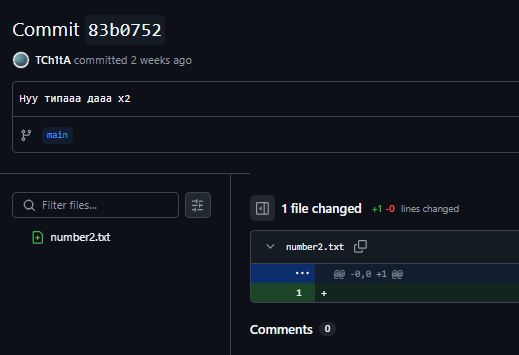 Commit 83b0752
TCh1tA committed 2 weeks ago
Нуу типааа дааа х2
main
Filter files...
number2.txt
1 file changed +1 -0 lines changed
number2.txt
@@ -0,0 +1 @@
1 +
Comments 0